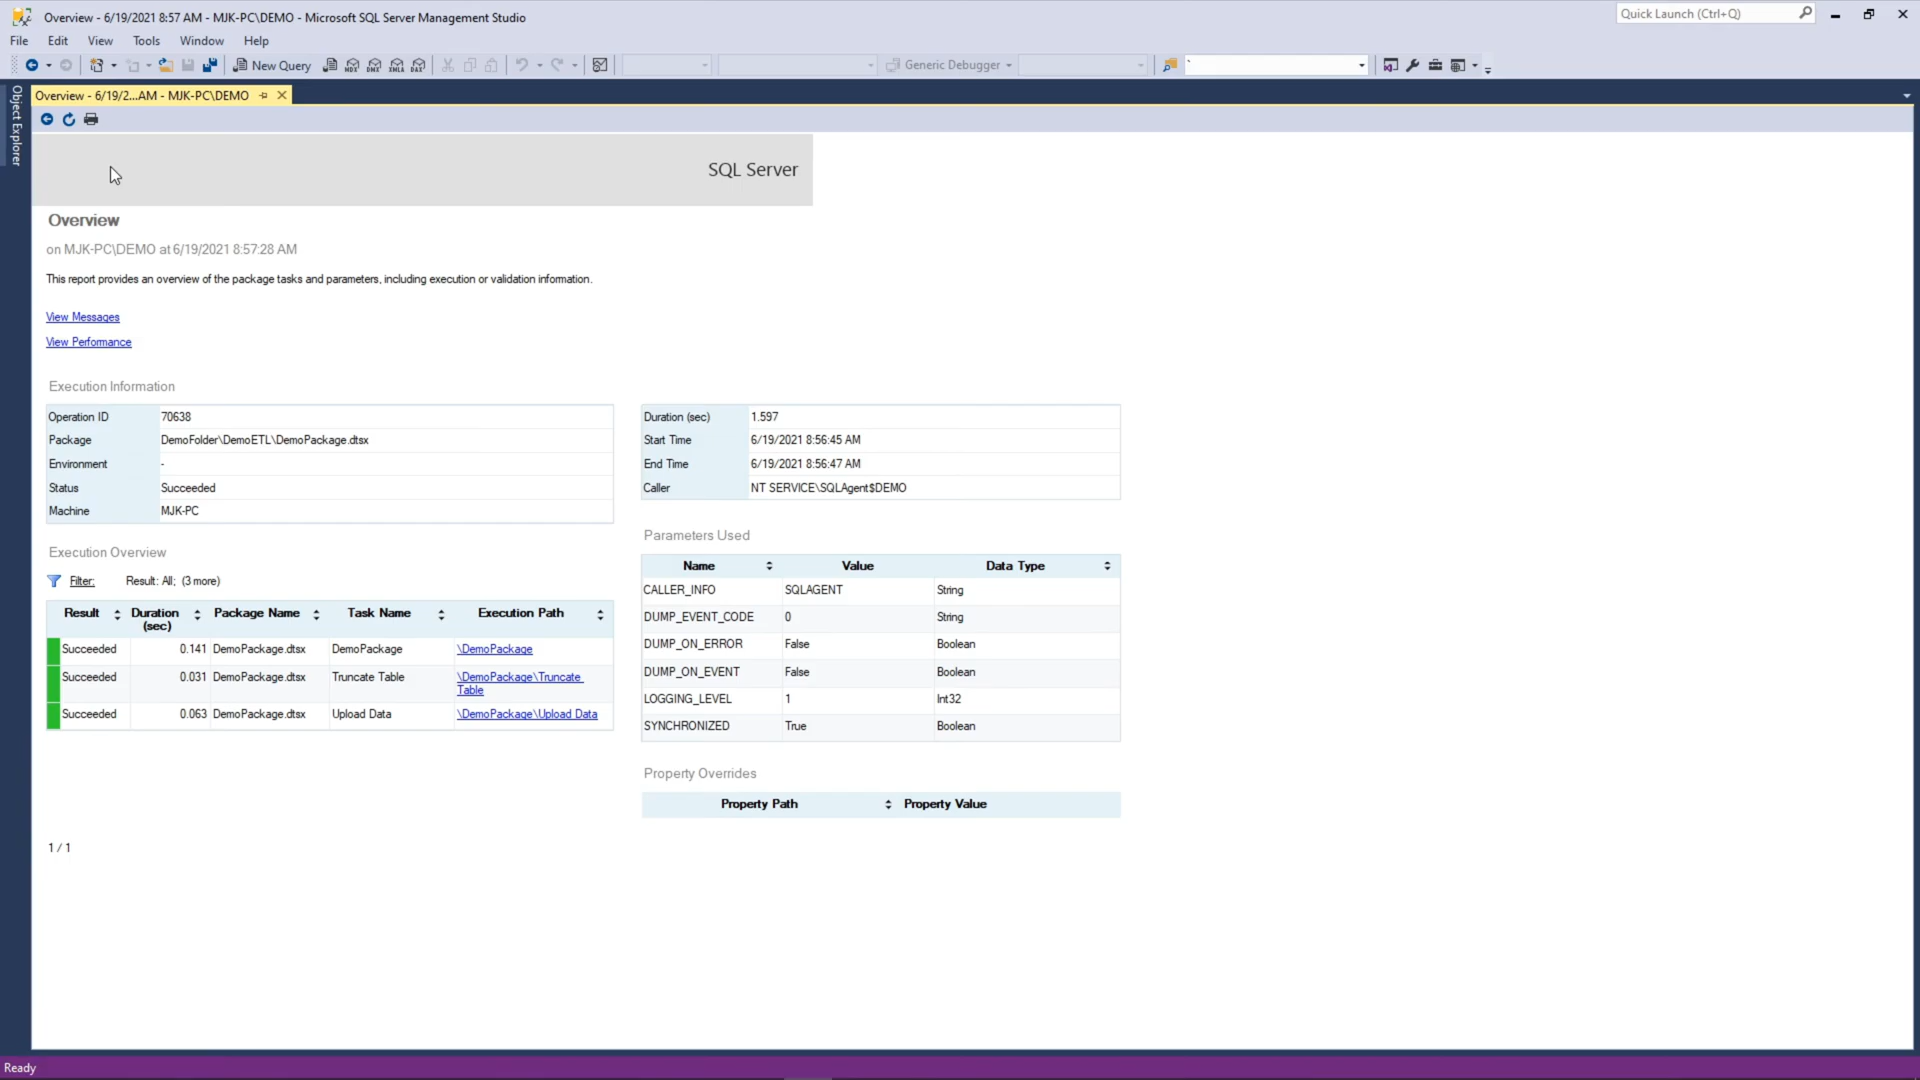 Overview - 6/19/2021 8:57 AM - MJK-PC\DEMO - Microsoft SQL Server Management Studio
Quick Launch (Ctrl+Q)
File Edit View Tools Window Help
New Query
MDX DMX XMLA DAX
Generic Debugger
Object Explorer
Overview - 6/19/2...AM - MJK-PC\DEMO
SQL Server
Overview
on MJK-PC\DEMO at 6/19/2021 8:57:28 AM
This report provides an overview of the package tasks and parameters, including execution or validation information.
View Messages
View Performance
Execution Information
Operation ID 70638
Package DemoFolder\DemoETL\DemoPackage.dtsx
Environment -
Status Succeeded
Machine MJK-PC
Duration (sec) 1.597
Start Time 6/19/2021 8:56:45 AM
End Time 6/19/2021 8:56:47 AM
Caller NT SERVICE\SQLAgent$DEMO
Execution Overview
Filter: Result: All; (3 more)
Result Duration (sec) Package Name Task Name Execution Path
Succeeded 0.141 DemoPackage.dtsx DemoPackage \DemoPackage
Succeeded 0.031 DemoPackage.dtsx Truncate Table \DemoPackage\Truncate
Table
Succeeded 0.063 DemoPackage.dtsx Upload Data \DemoPackage\Upload Data
Parameters Used
Name Value Data Type
CALLER_INFO SQLAGENT String
DUMP_EVENT_CODE 0 String
DUMP_ON_ERROR False Boolean
DUMP_ON_EVENT False Boolean
LOGGING_LEVEL 1 Int32
SYNCHRONIZED True Boolean
Property Overrides
Property Path Property Value
1 / 1
Ready